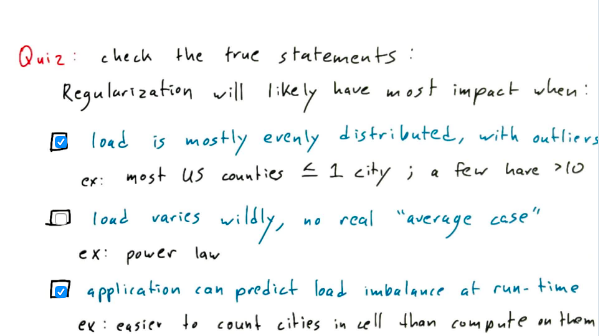 Quiz: check the true statements:
Regularization will likely have most impact when:
load is mostly evenly distributed, with outliers
ex: most US counties ≤ 1 city ; a few have >10
load varies wildly, no real "average case"
ex: power law
application can predict load imbalance at run-time
ex: easier to count cities in cell than compute on them